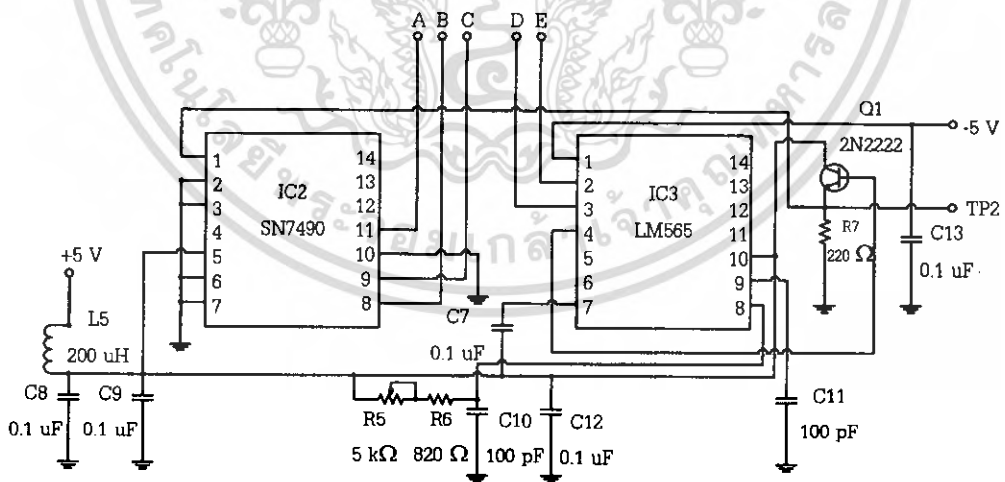 A B C D E
Q1
-5 V
2N2222
TP2
R7
220 Ω
C13
0.1 uF
IC2
SN7490
1 2 3 4 5 6 7
14 13 12 11 10 9 8
IC3
LM565
1 2 3 4 5 6 7
14 13 12 11 10 9 8
+5 V
L5
200 uH
C8
0.1 uF
C9
0.1 uF
C7
0.1 uF
R5
5 kΩ
R6
820 Ω
C10
100 pF
C12
0.1 uF
C11
100 pF